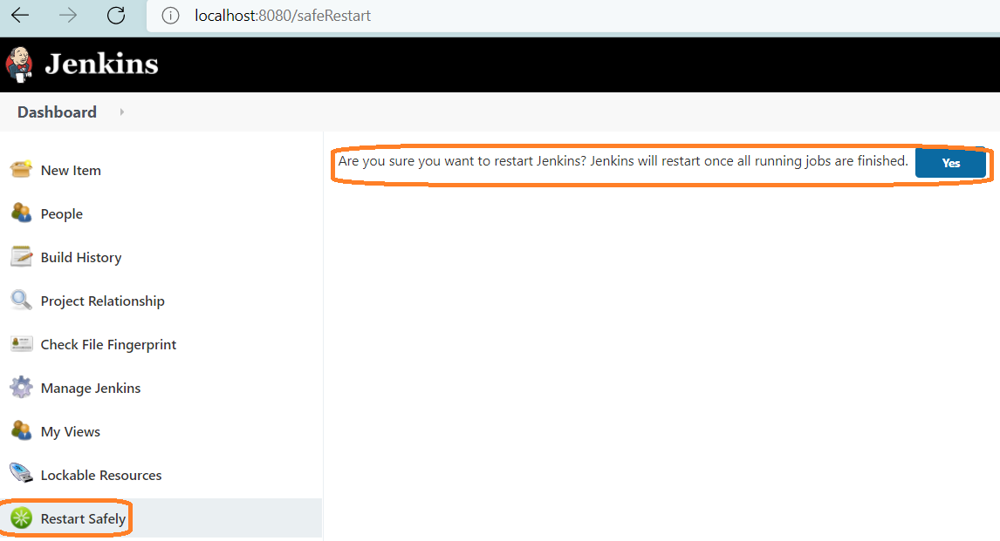 localhost:8080/safeRestart
Jenkins
Dashboard
New Item
People
Build History
Project Relationship
Check File Fingerprint
Manage Jenkins
My Views
Lockable Resources
Restart Safely
Are you sure you want to restart Jenkins? Jenkins will restart once all running jobs are finished.
Yes